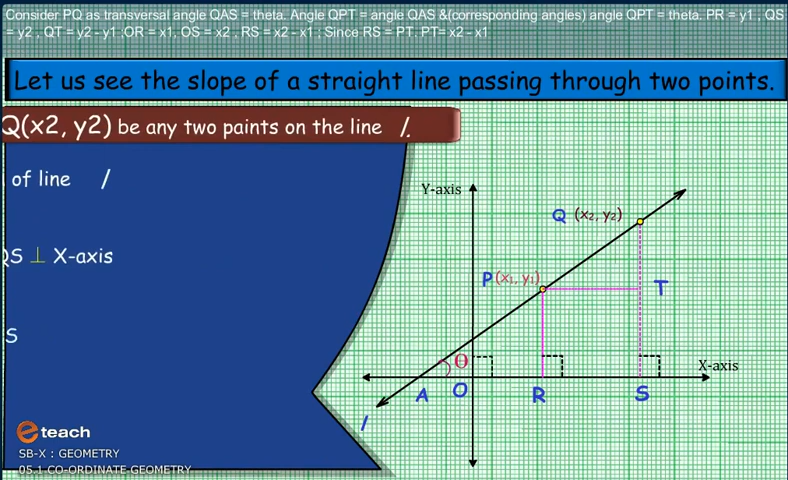 Consider PQ as transversal angle QAS = theta. Angle QPT = angle QAS &(corresponding angles) angle QPT = theta. PR = y1 , QS
= y2 , QT = y2 - y1 ;OR = x1, OS = x2 , RS = x2 - x1 ; Since RS = PT. PT= x2 - x1
Let us see the slope of a straight line passing through two points.
Q(x2, y2) be any two paints on the line l.
of line l
QS ⊥ X-axis
S
Y-axis
Q (x₂, y₂)
P(x₁, y₁)
T
Θ
X-axis
A O R S
l
e teach
SB-X : GEOMETRY
05.1 CO-ORDINATE GEOMETRY